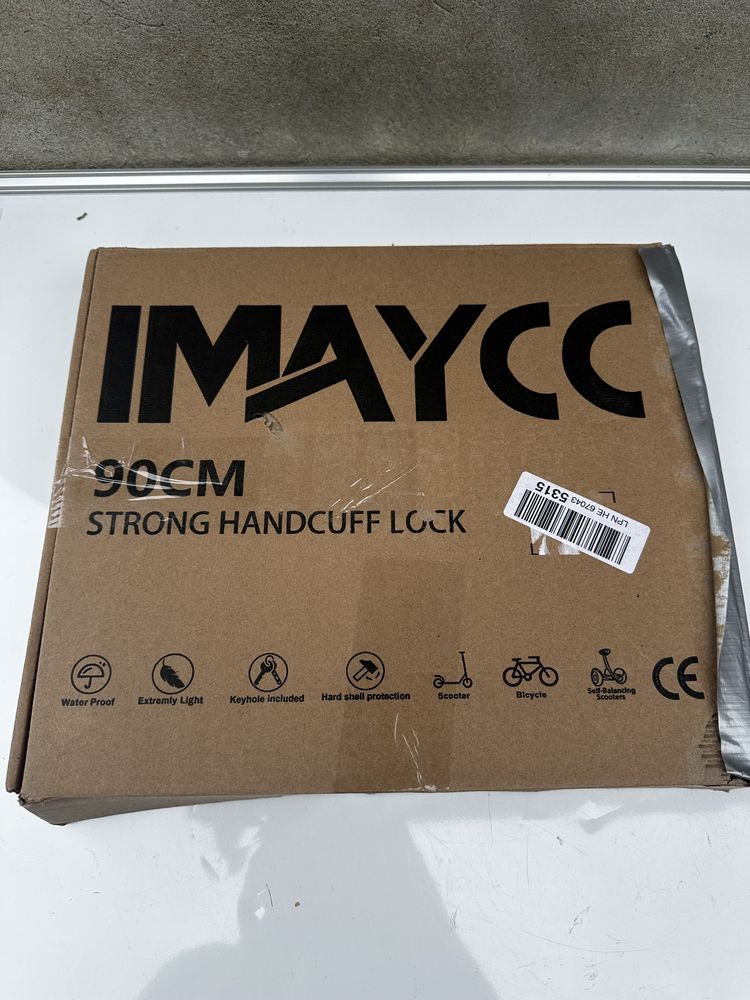 IMAYCC
90CM
STRONG HANDCUFF LOCK
LPN HE 67043 5315
Water Proof
Extremly Light
Keyhole included
Hard shell protection
Scooter
Bicycle
Self-Balancing
Scooters
CE